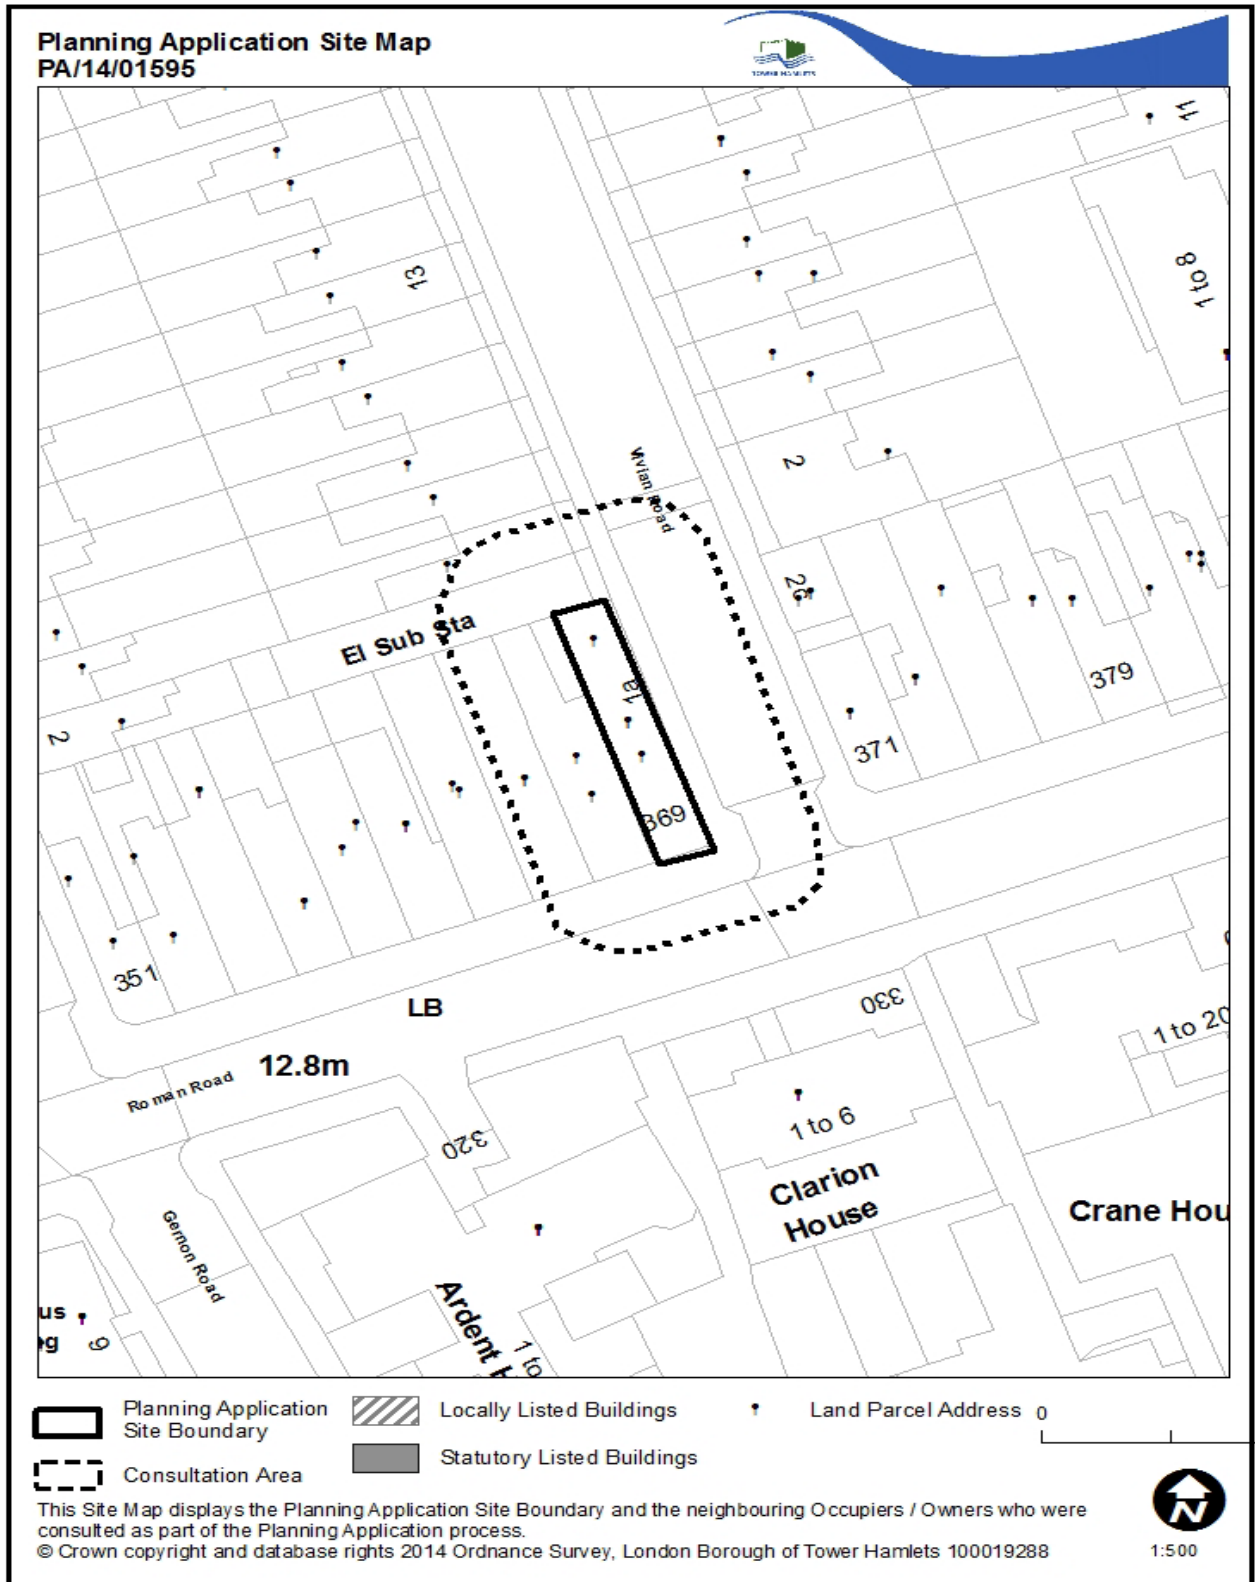 Planning Application Site Map
PA/14/01595
TOWER HAMLETS
11
13
1 to 8
Vivian Road
2
2a
El Sub Sta
1a
379
2
371
369
351
LB
330
1 to 20
12.8m
Roman Road
320
1 to 6
Clarion
House
Crane Hou
Gernon Road
Ardent H
1 to
us
g
9
Planning Application
Site Boundary
Locally Listed Buildings
Land Parcel Address
0
Statutory Listed Buildings
Consultation Area
N
This Site Map displays the Planning Application Site Boundary and the neighbouring Occupiers / Owners who were
consulted as part of the Planning Application process.
© Crown copyright and database rights 2014 Ordnance Survey, London Borough of Tower Hamlets 100019288
1:500